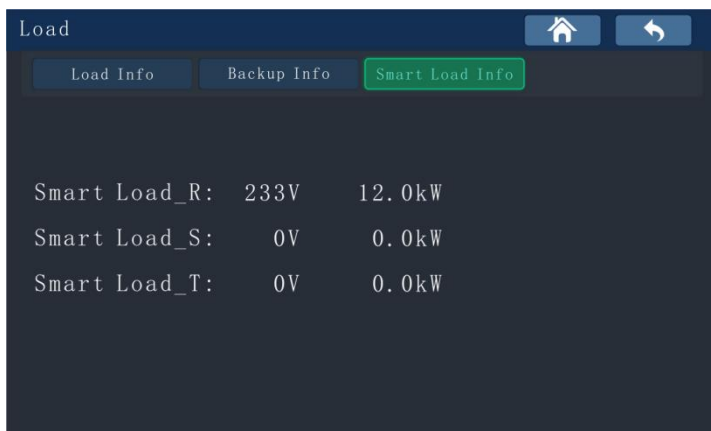 Load
Load Info Backup Info Smart Load Info
Smart Load_R: 233V 12.0kW
Smart Load_S: 0V 0.0kW
Smart Load_T: 0V 0.0kW